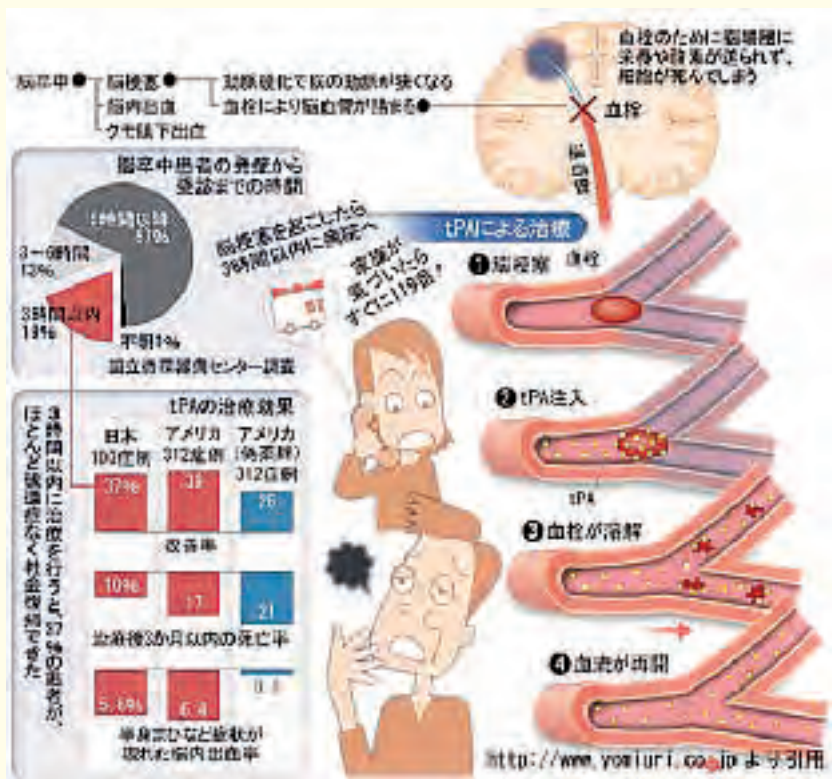 脳卒中
脳梗塞
脳内出血
クモ膜下出血
動脈硬化で脳の動脈が狭くなる
血栓により脳血管が詰まる
血栓のために脳細胞に
栄養や酸素が送られず、
細胞が死んでしまう
血栓
脳卒中患者の発症から
受診までの時間
3〜6時間
3時間以内
19%
不明1%
国立循環器病センター調査
脳梗塞を起こしたら
3時間以内に病院へ
家族が
気づいたら
すぐに119番!
tPAによる治療
❶脳梗塞
血栓
❷tPA注入
tPA
❸血栓が溶解
❹血流が再開
tPAの治療効果
日本
103症例
アメリカ
312症例
アメリカ
(偽薬群)
312症例
37%
39
26
改善率
10%
17
21
治療後3か月以内の死亡率
5.8%
6.4
0.6
半身まひなど症状が
現れた脳内出血率
3時間以内に治療を行うと、37%の患者が、
ほとんど後遺症なく社会復帰できた
http://www.yomiuri.co.jpより引用